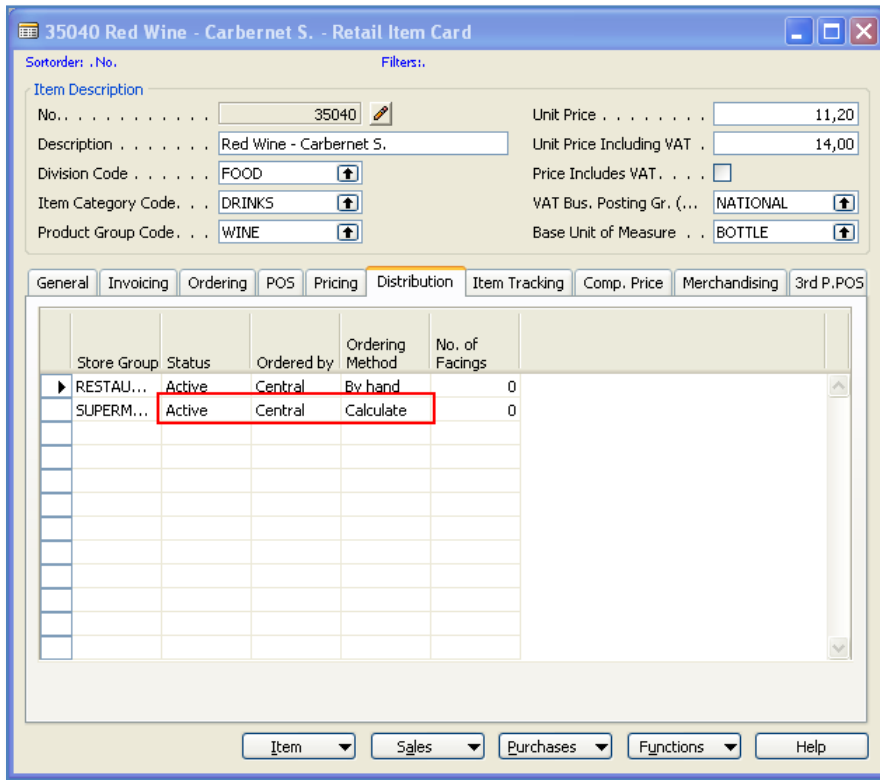 35040 Red Wine - Carbernet S. - Retail Item Card
Sortorder: . No. Filters:.
Item Description
No. . . . . . . . . . . . . 35040 Unit Price . . . . . . . . 11,20
Description . . . . . . . Red Wine - Carbernet S. Unit Price Including VAT . 14,00
Division Code . . . . . . FOOD Price Includes VAT. . . .
Item Category Code. . . DRINKS VAT Bus. Posting Gr. (... NATIONAL
Product Group Code. . . WINE Base Unit of Measure . . BOTTLE
General Invoicing Ordering POS Pricing Distribution Item Tracking Comp. Price Merchandising 3rd P.POS
Ordering No. of
Store Group Status Ordered by Method Facings
RESTAU... Active Central By hand 0
SUPERM... Active Central Calculate 0
Item Sales Purchases Functions Help